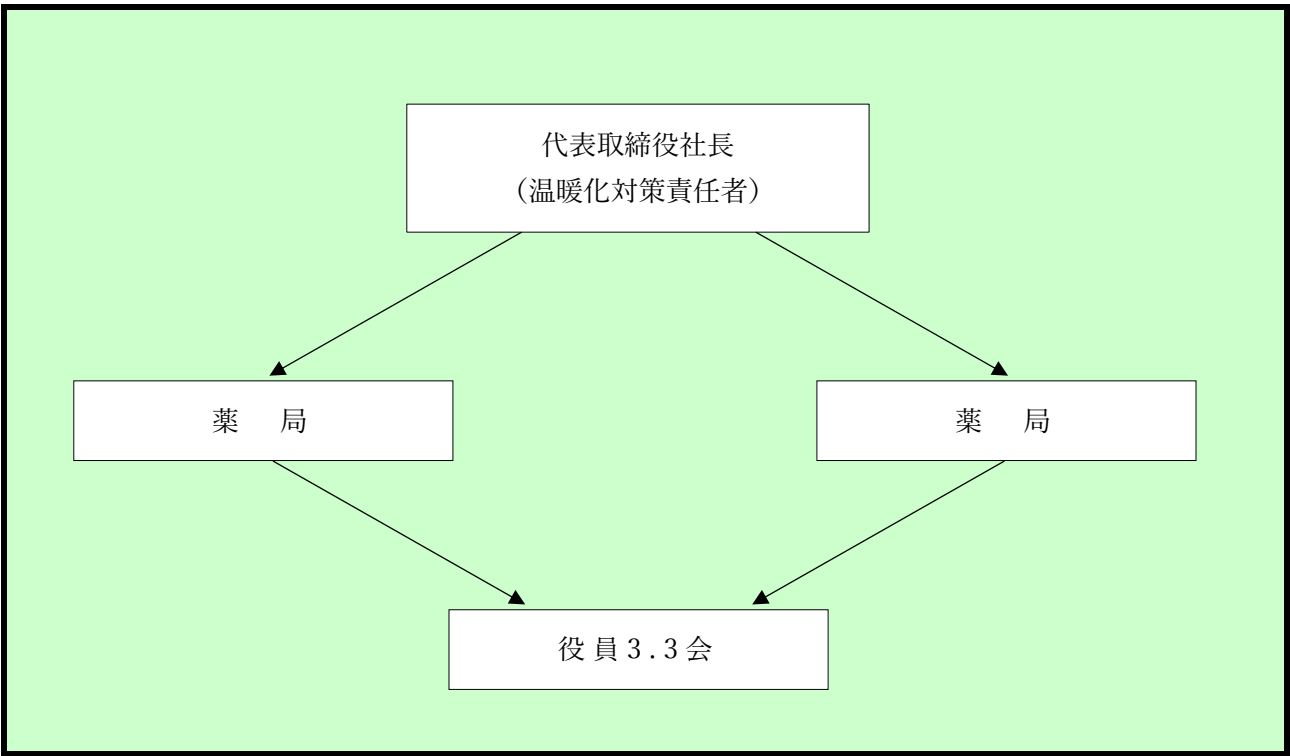 代表取締役社長
（温暖化対策責任者）
薬　局
薬　局
役員3.3会